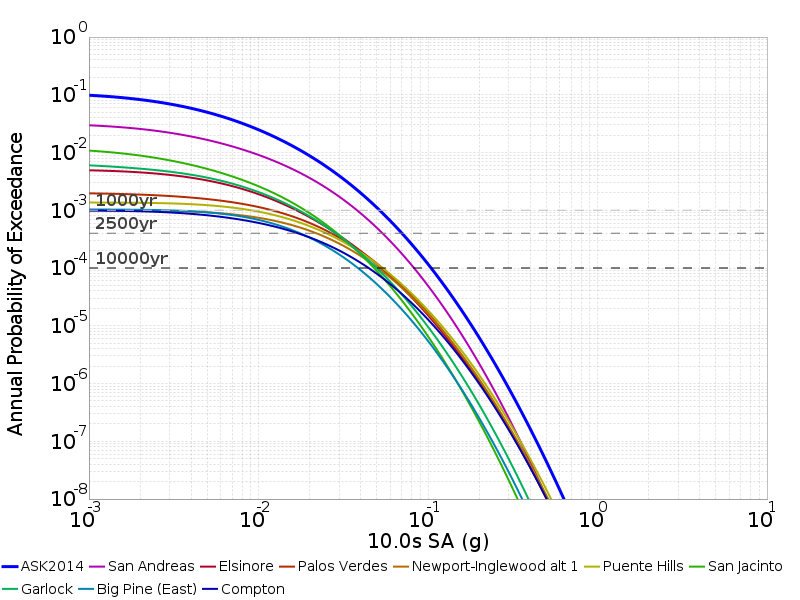 10^0
10^-1
10^-2
10^-3
10^-4
10^-5
10^-6
10^-7
10^-8
Annual Probability of Exceedance
1000yr
2500yr
10000yr
10^-3 10^-2 10^-1 10^0 10^1
10.0s SA (g)
ASK2014 San Andreas Elsinore Palos Verdes Newport-Inglewood alt 1 Puente Hills San Jacinto
Garlock Big Pine (East) Compton